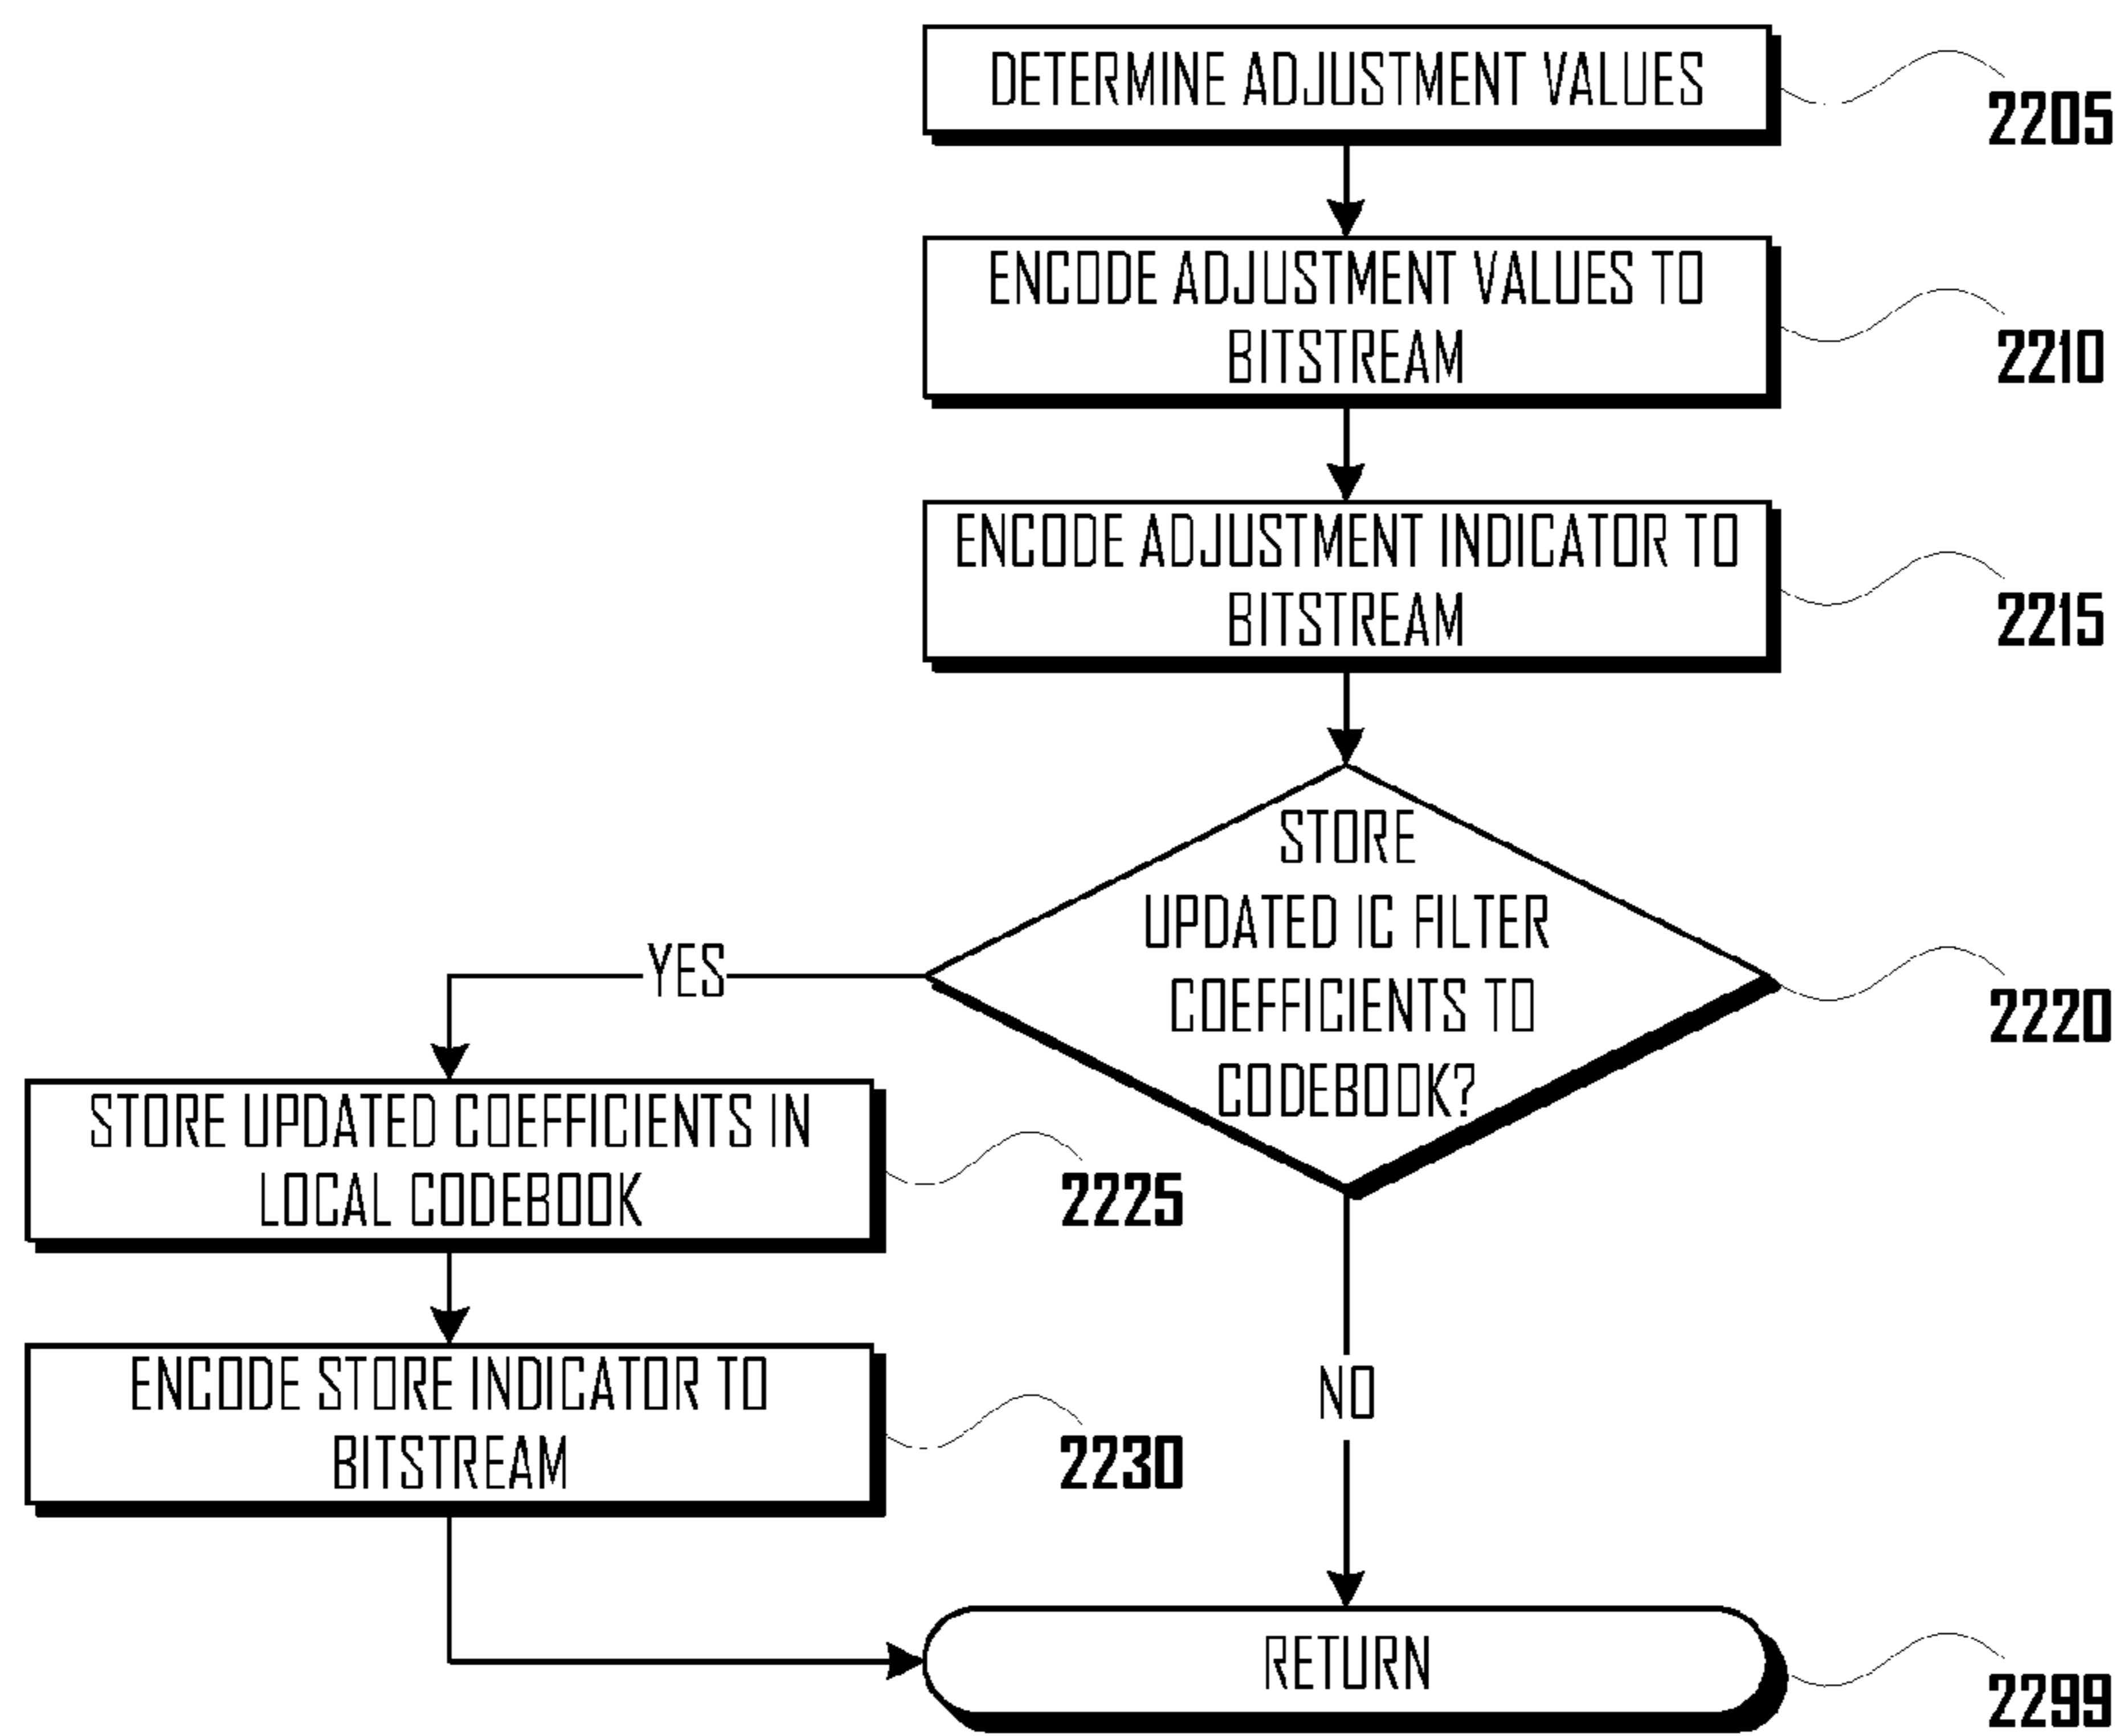 DETERMINE ADJUSTMENT VALUES
2205
ENCODE ADJUSTMENT VALUES TO
BITSTREAM
2210
ENCODE ADJUSTMENT INDICATOR TO
BITSTREAM
2215
STORE
UPDATED IC FILTER
COEFFICIENTS TO
CODEBOOK?
2220
YES
STORE UPDATED COEFFICIENTS IN
LOCAL CODEBOOK
2225
ENCODE STORE INDICATOR TO
BITSTREAM
2230
NO
RETURN
2299